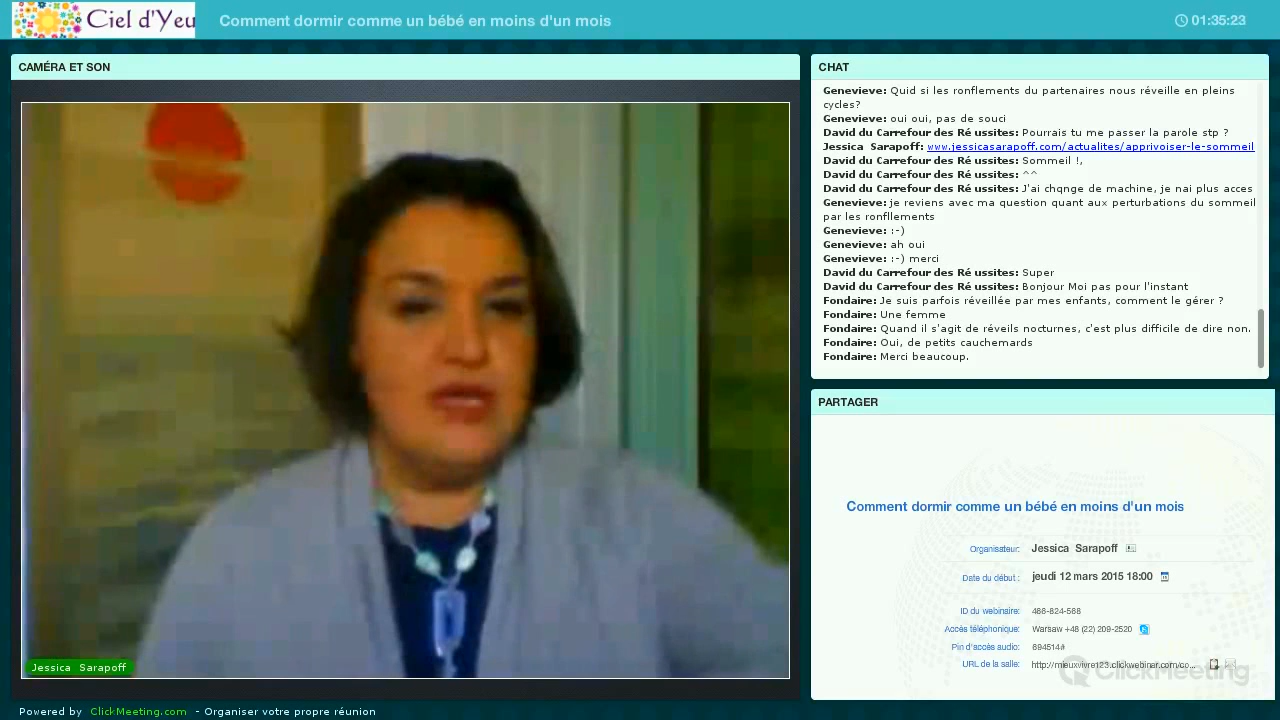 Ciel d'Yeu
Comment dormir comme un bébé en moins d'un mois
01:35:23
CAMÉRA ET SON
Jessica Sarapoff
CHAT
Genevieve: Quid si les ronflements du partenaires nous réveille en pleins
cycles?
Genevieve: oui oui, pas de souci
David du Carrefour des Ré ussites: Pourrais tu me passer la parole stp ?
Jessica Sarapoff: www.jessicasarapoff.com/actualites/apprivoiser-le-sommeil
David du Carrefour des Ré ussites: Sommeil !,
David du Carrefour des Ré ussites: ^^
David du Carrefour des Ré ussites: J'ai chqnge de machine, je nai plus acces
Genevieve: je reviens avec ma question quant aux perturbations du sommeil
par les ronfllements
Genevieve: :-)
Genevieve: ah oui
Genevieve: :-) merci
David du Carrefour des Ré ussites: Super
David du Carrefour des Ré ussites: Bonjour Moi pas pour l'instant
Fondaire: Je suis parfois réveillée par mes enfants, comment le gérer ?
Fondaire: Une femme
Fondaire: Quand il s'agit de réveils nocturnes, c'est plus difficile de dire non.
Fondaire: Oui, de petits cauchemards
Fondaire: Merci beaucoup.
PARTAGER
Comment dormir comme un bébé en moins d'un mois
Organisateur: Jessica Sarapoff
Date du début : jeudi 12 mars 2015 18:00
ID du webinaire: 486-824-568
Accès téléphonique: Warsaw +48 (22) 209-2520
Pin d'accès audio: 694514#
URL de la salle: http://mieuxvivre123.clickwebinar.com/co...
ClickMeeting
Powered by ClickMeeting.com - Organiser votre propre réunion